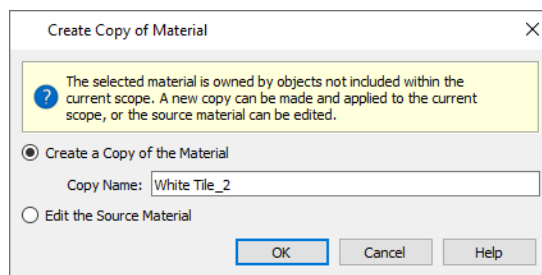 Create Copy of Material
The selected material is owned by objects not included within the
current scope. A new copy can be made and applied to the current
scope, or the source material can be edited.
Create a Copy of the Material
Copy Name: White Tile_2
Edit the Source Material
OK Cancel Help